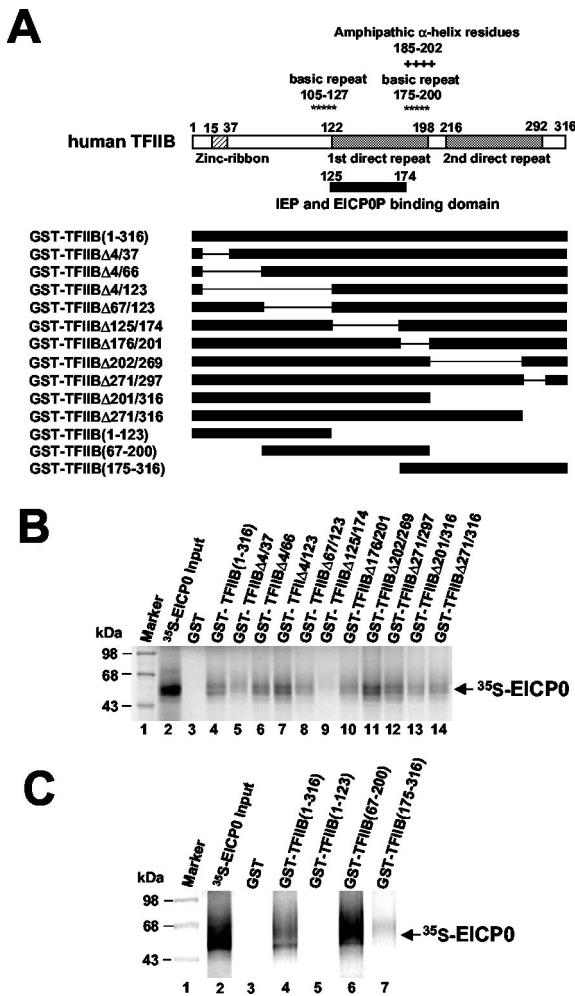 A
Amphipathic α-helix residues
185-202
++++
basic repeat basic repeat
105-127 175-200
***** *****
1 15 37 122 198 216 292 316
human TFIIB
Zinc-ribbon 1st direct repeat 2nd direct repeat
125 174
IEP and EICP0P binding domain
GST-TFIIB(1-316)
GST-TFIIBΔ4/37
GST-TFIIBΔ4/66
GST-TFIIBΔ4/123
GST-TFIIBΔ67/123
GST-TFIIBΔ125/174
GST-TFIIBΔ176/201
GST-TFIIBΔ202/269
GST-TFIIBΔ271/297
GST-TFIIBΔ201/316
GST-TFIIBΔ271/316
GST-TFIIB(1-123)
GST-TFIIB(67-200)
GST-TFIIB(175-316)
B
Marker
³⁵S-EICP0 Input
GST
GST- TFIIB(1-316)
GST- TFIIBΔ4/37
GST- TFIIBΔ4/66
GST- TFIIΔ4/123
GST- TFIIBΔ67/123
GST- TFIIBΔ125/174
GST- TFIIBΔ176/201
GST- TFIIBΔ202/269
GST- TFIIBΔ271/297
GST- TFIIBΔ201/316
GST- TFIIBΔ271/316
kDa
98
68
43
³⁵S-EICP0
1 2 3 4 5 6 7 8 9 10 11 12 13 14
C
Marker
³⁵S-EICP0 Input
GST
GST-TFIIB(1-316)
GST-TFIIB(1-123)
GST-TFIIB(67-200)
GST-TFIIB(175-316)
kDa
98
68
43
³⁵S-EICP0
1 2 3 4 5 6 7